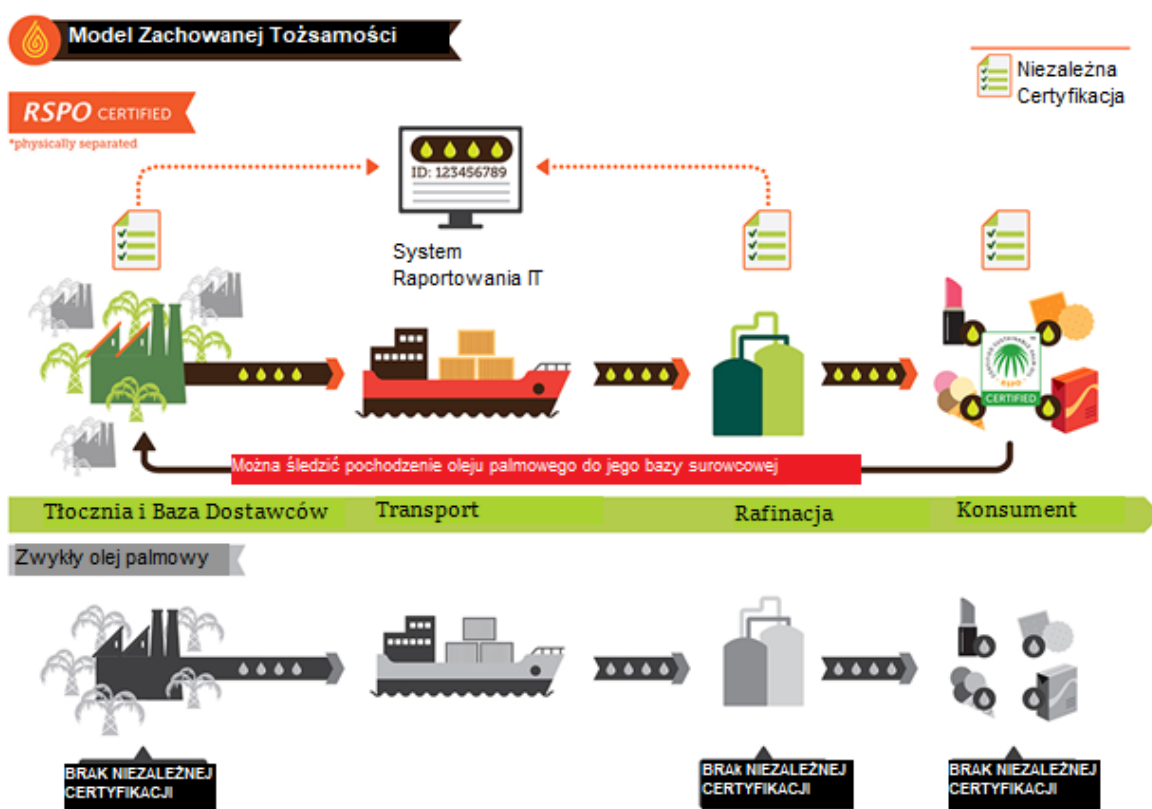 Model Zachowanej Tożsamości
Niezależna
Certyfikacja
RSPO CERTIFIED
*physically separated
ID: 123456789
System
Raportowania IT
RSPO
CERTIFIED
Można śledzić pochodzenie oleju palmowego do jego bazy surowcowej
Tłocznia i Baza Dostawców
Transport
Rafinacja
Konsument
Zwykły olej palmowy
BRAK NIEZALEŻNEJ
CERTYFIKACJI
BRAk NIEZALEŻNEJ
CERTYFIKACJI
BRAK NIEZALEŻNEJ
CERTYFIKACJI